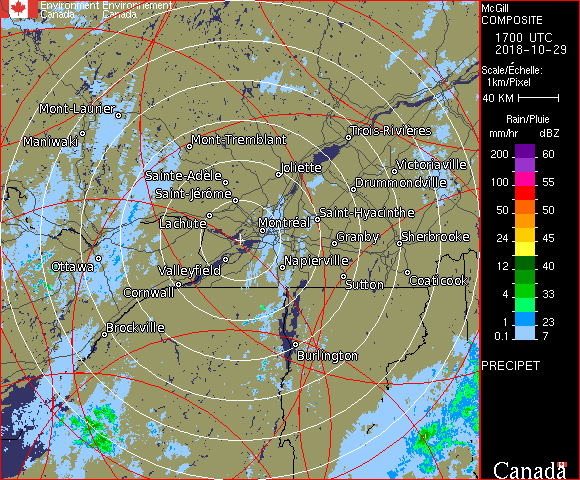 Environment Environnement
Canada Canada
McGill
COMPOSITE
1700 UTC
2018-10-29
Scale/Échelle:
1km/Pixel
40 KM
Rain/Pluie
mm/hr dBZ
200 60
150 57
100 55
50 50
24 45
12 40
4 33
1 23
0.1 7
PRECIPET
Canada
Mont-Laurier
Maniwaki
Mont-Tremblant
Trois-Rivières
Joliette
Victoriaville
Sainte-Adèle
Drummondville
Saint-Jérôme
Lachute
Saint-Hyacinthe
Montréal
Granby
Sherbrooke
Ottawa
Valleyfield
Napierville
Cornwall
Sutton
Coaticook
Brockville
Burlington